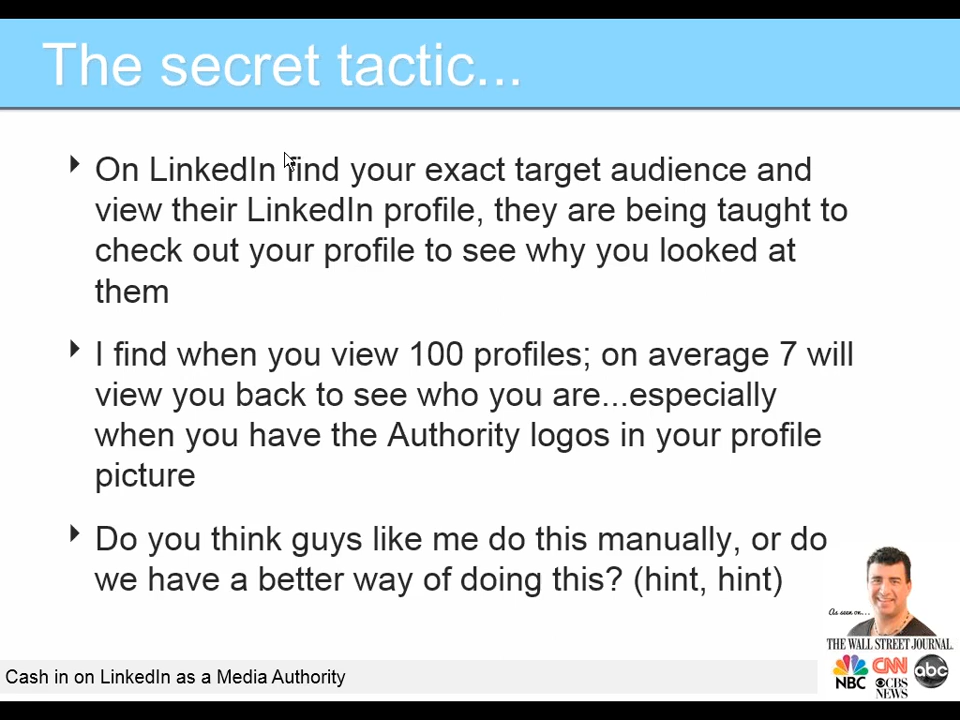 The secret tactic...
On LinkedIn find your exact target audience and
view their LinkedIn profile, they are being taught to
check out your profile to see why you looked at
them
I find when you view 100 profiles; on average 7 will
view you back to see who you are...especially
when you have the Authority logos in your profile
picture
Do you think guys like me do this manually, or do
we have a better way of doing this? (hint, hint)
As seen on...
THE WALL STREET JOURNAL.
NBC
CNN
CBS
NEWS
abc
Cash in on LinkedIn as a Media Authority